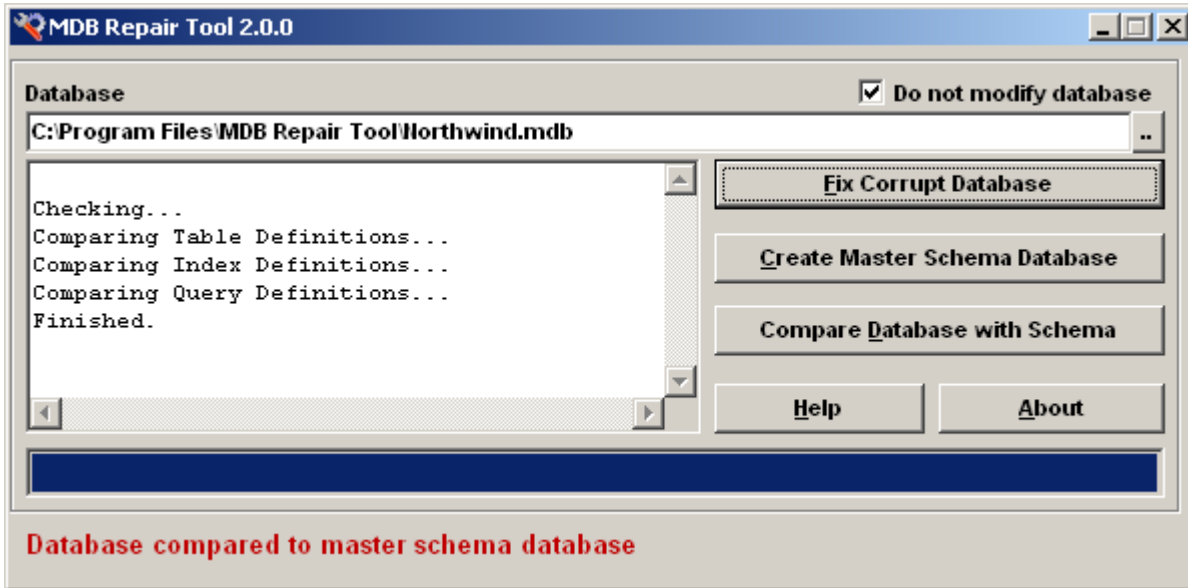 MDB Repair Tool 2.0.0
Database
Do not modify database
C:\Program Files\MDB Repair Tool\Northwind.mdb
..
Checking...
Comparing Table Definitions...
Comparing Index Definitions...
Comparing Query Definitions...
Finished.
Fix Corrupt Database
Create Master Schema Database
Compare Database with Schema
Help
About
Database compared to master schema database